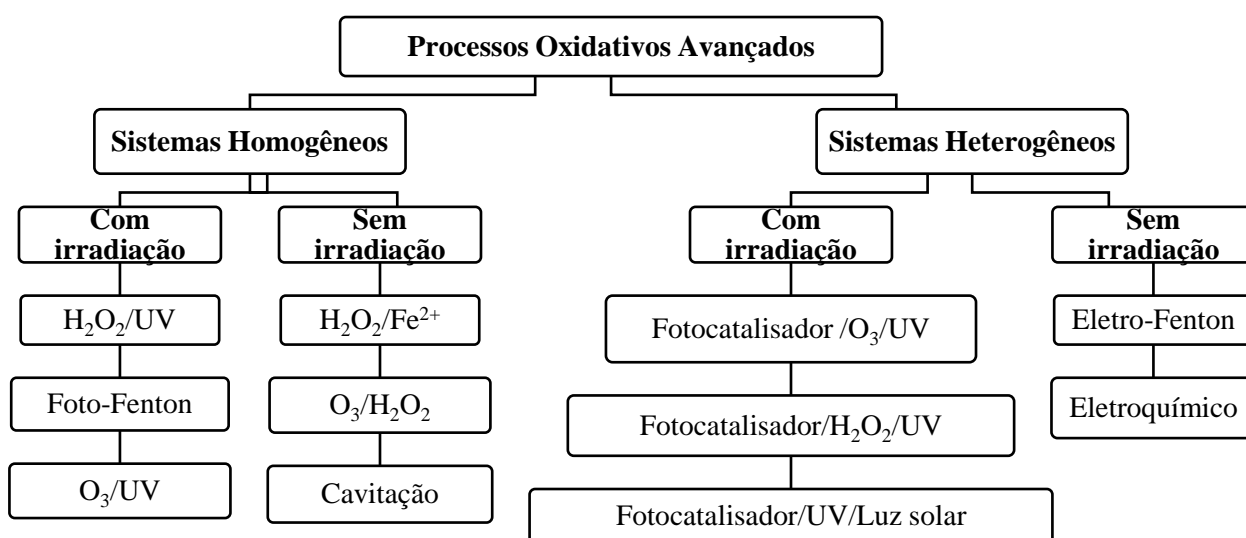 Processos Oxidativos Avançados
Sistemas Homogêneos
Sistemas Heterogêneos
Com
irradiação
Sem
irradiação
Com
irradiação
Sem
irradiação
H₂O₂/UV
H₂O₂/Fe²⁺
Fotocatalisador /O₃/UV
Eletro-Fenton
Foto-Fenton
O₃/H₂O₂
Fotocatalisador/H₂O₂/UV
Eletroquímico
O₃/UV
Cavitação
Fotocatalisador/UV/Luz solar